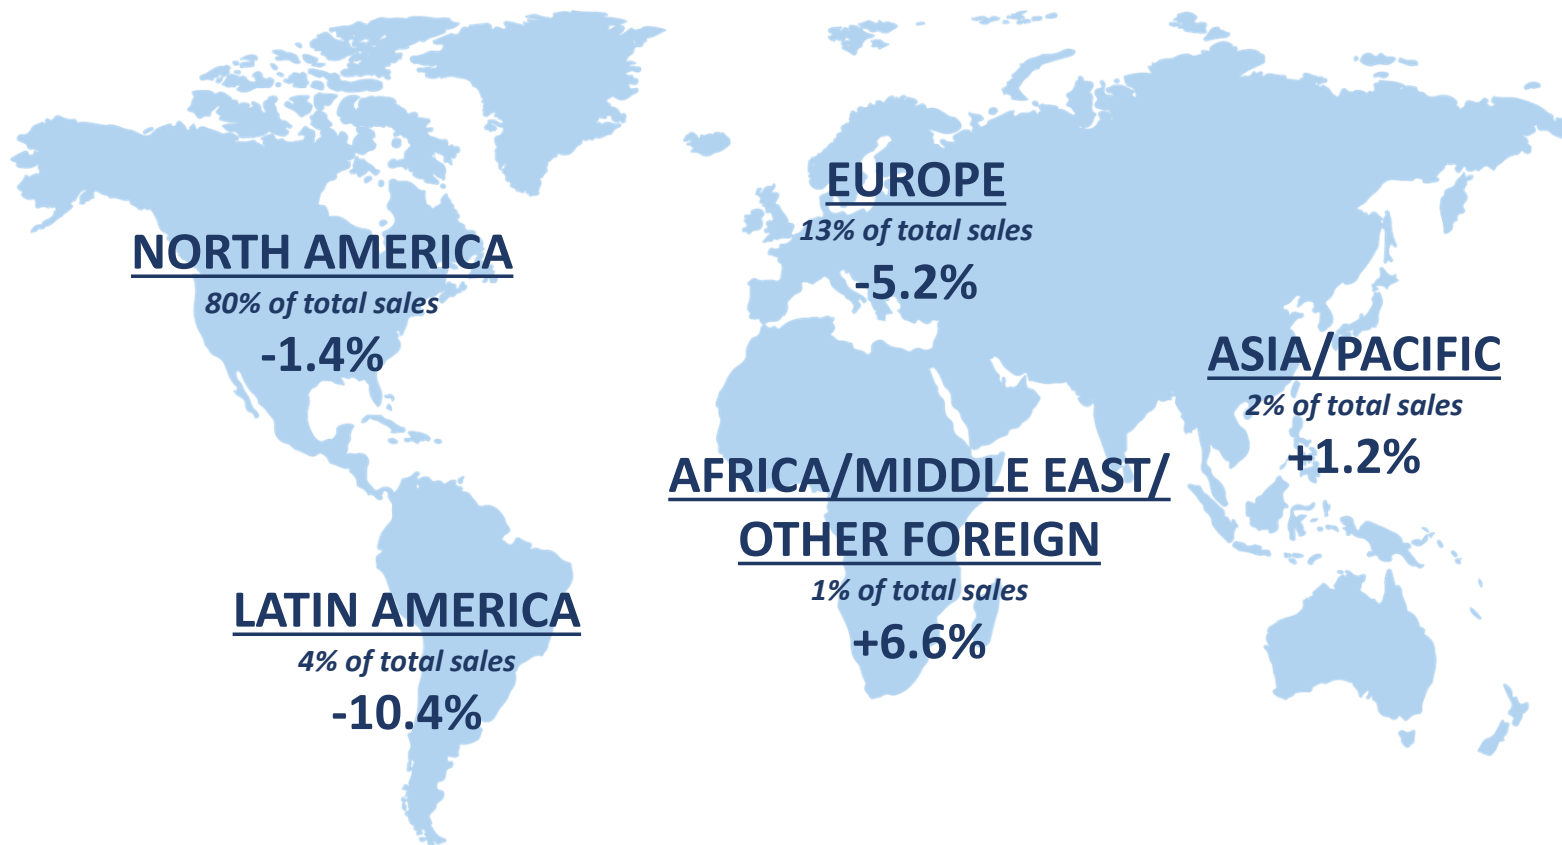 NORTH AMERICA
80% of total sales
-1.4%
EUROPE
13% of total sales
-5.2%
ASIA/PACIFIC
2% of total sales
+1.2%
AFRICA/MIDDLE EAST/
OTHER FOREIGN
1% of total sales
+6.6%
LATIN AMERICA
4% of total sales
-10.4%